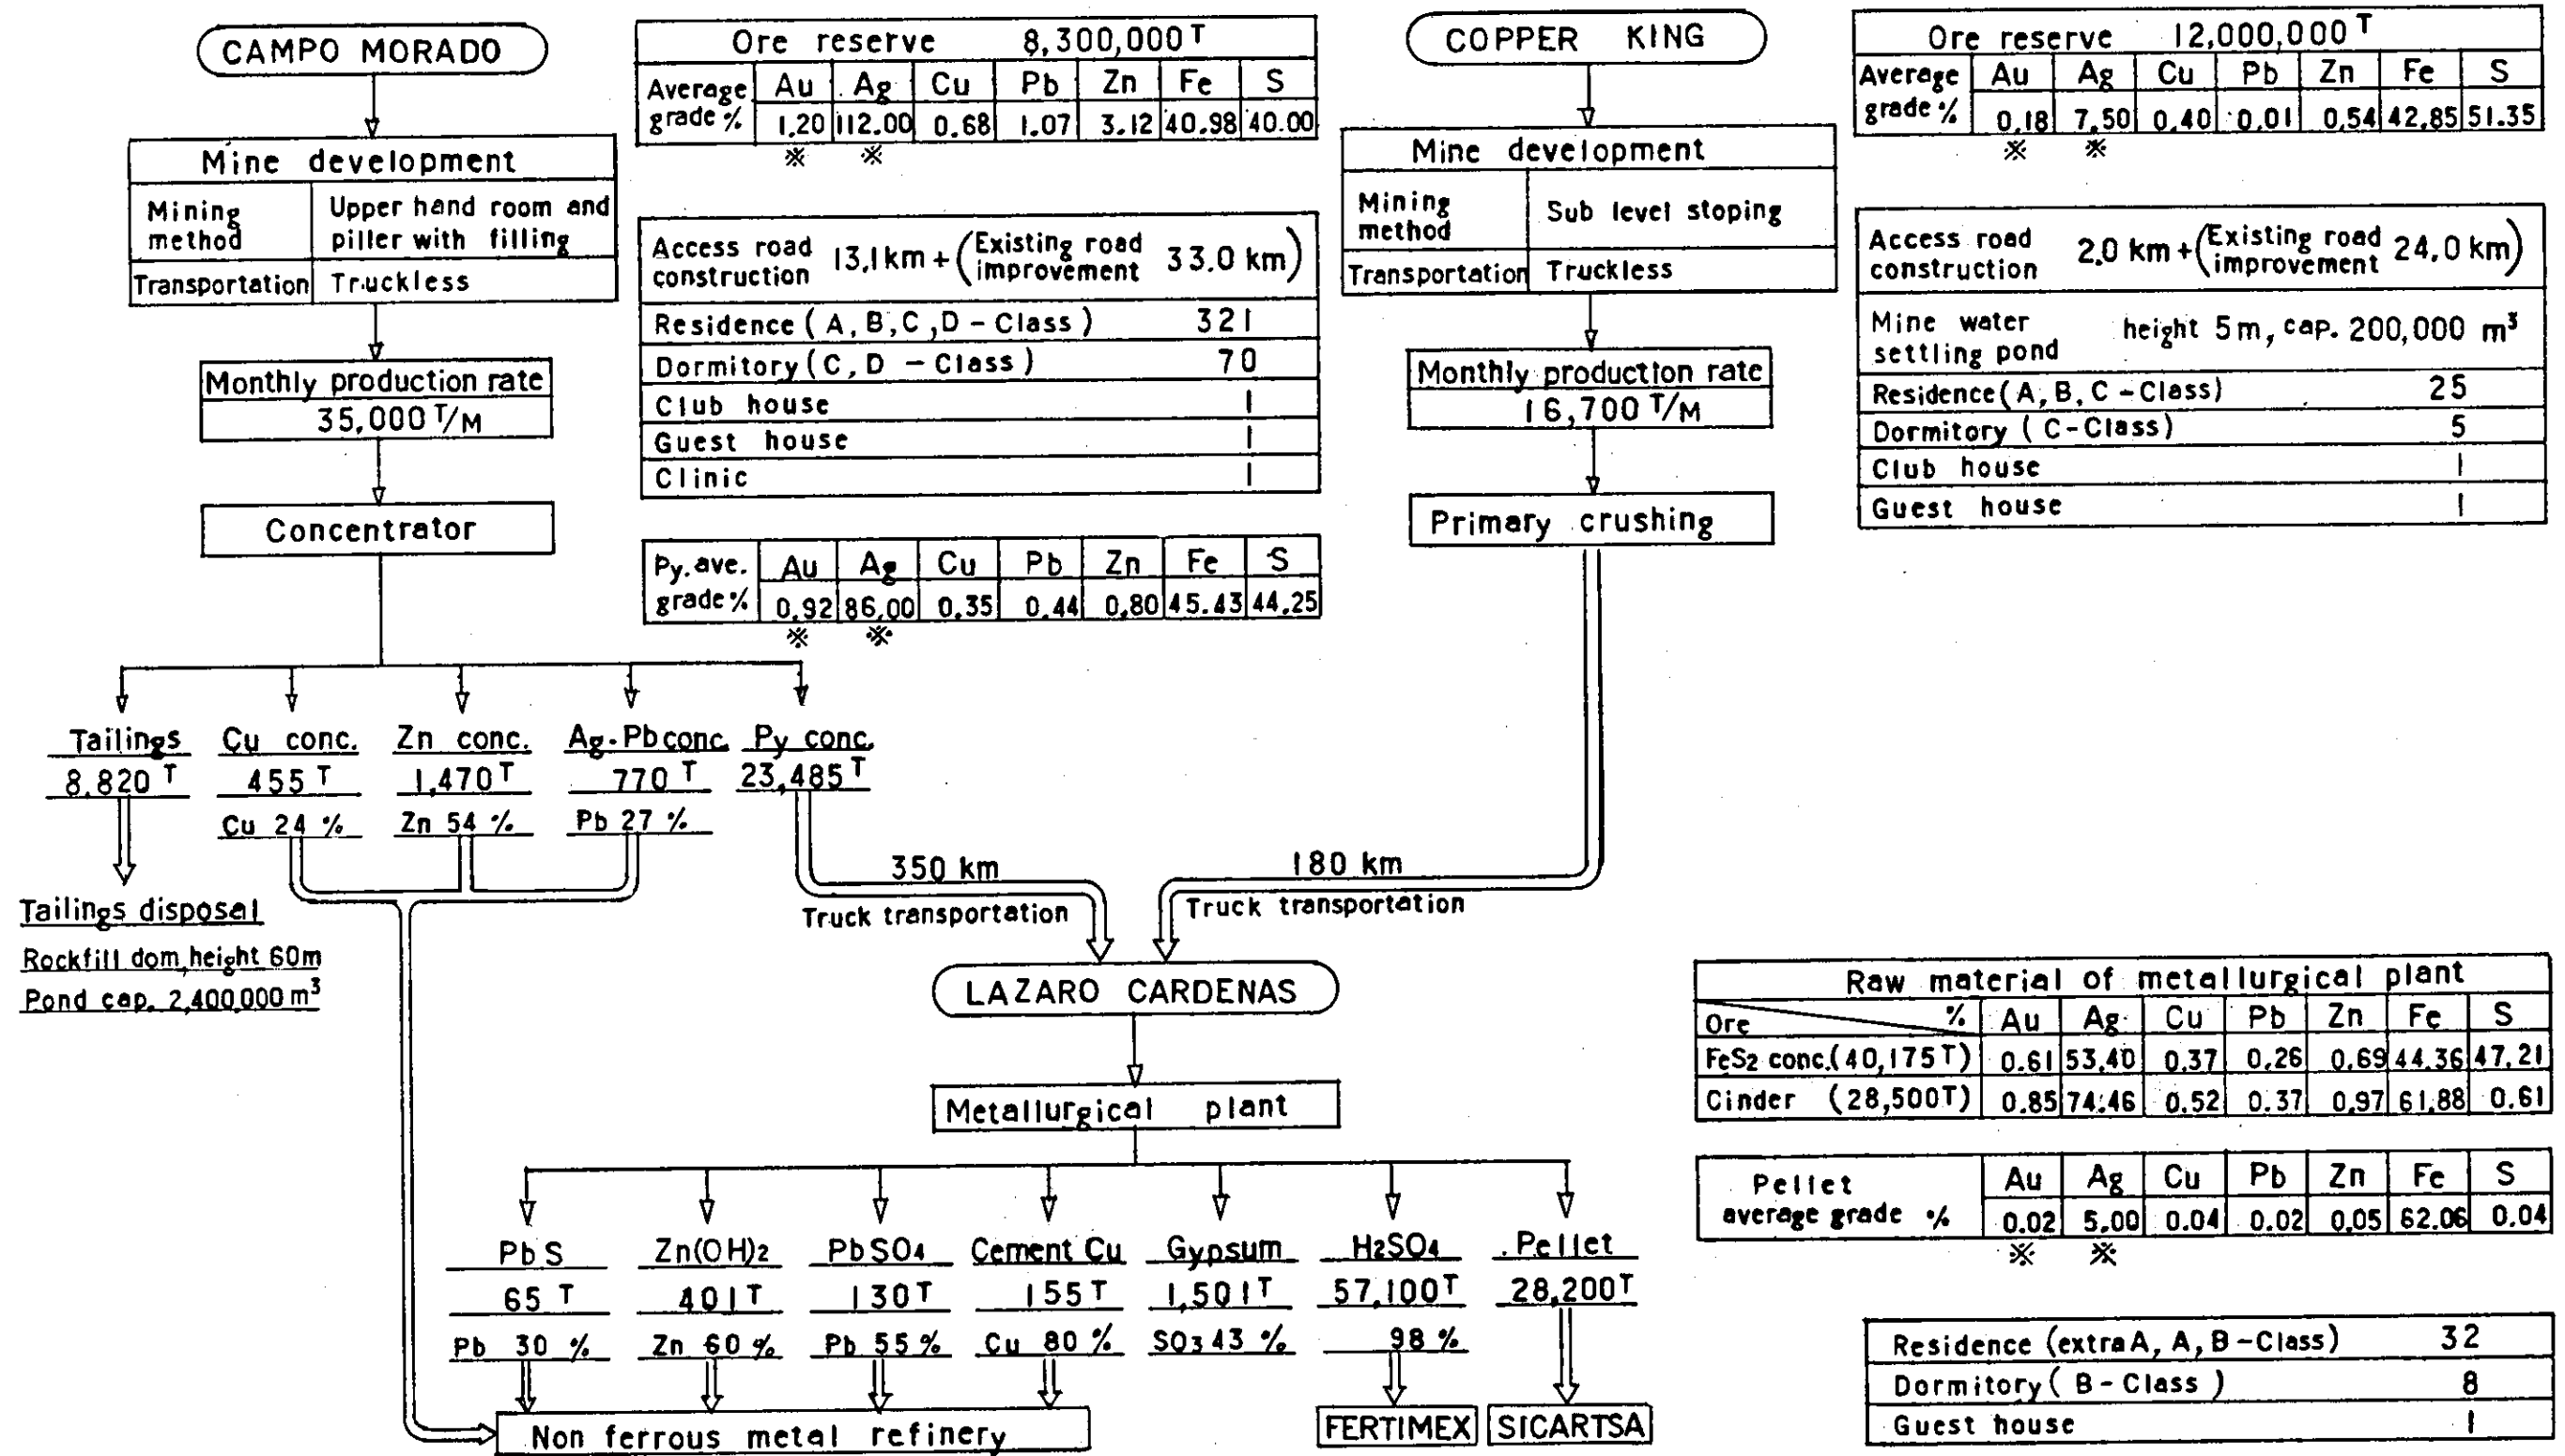 CAMPO MORADO
Mine development
Mining method Upper hand room and piller with filling
Transportation Truckless
Monthly production rate
35,000 T/M
Concentrator
Ore reserve 8,300,000 T
Average grade % Au Ag Cu Pb Zn Fe S
1.20 112.00 0.68 1.07 3.12 40.98 40.00
※ ※
Access road construction 13,1 km + (Existing road improvement 33.0 km)
Residence (A, B, C, D - Class) 321
Dormitory (C, D - Class) 70
Club house 1
Guest house 1
Clinic 1
Py. ave. grade % Au Ag Cu Pb Zn Fe S
0.92 86.00 0.35 0.44 0.80 45.43 44.25
※ ※
COPPER KING
Mine development
Mining method Sub level stoping
Transportation Truckless
Monthly production rate
16,700 T/M
Primary crushing
Ore reserve 12,000,000 T
Average grade % Au Ag Cu Pb Zn Fe S
0.18 7.50 0.40 0.01 0.54 42.85 51.35
※ ※
Access road construction 2.0 km + (Existing road improvement 24.0 km)
Mine water settling pond height 5m, cap. 200,000 m³
Residence (A, B, C - Class) 25
Dormitory (C-Class) 5
Club house 1
Guest house 1
Tailings Cu conc. Zn conc. Ag-Pb conc. Py conc.
8,820 T 455 T 1,470 T 770 T 23,485 T
Cu 24 % Zn 54 % Pb 27 %
Tailings disposal
Rockfill dom, height 60m
Pond cap. 2,400,000 m³
350 km
Truck transportation
180 km
Truck transportation
LAZARO CARDENAS
Metallurgical plant
Raw material of metallurgical plant
Ore % Au Ag Cu Pb Zn Fe S
FeS2 conc. (40,175T) 0.61 53,40 0.37 0.26 0.69 44.36 47.21
Cinder (28,500T) 0.85 74.46 0.52 0.37 0.97 61.88 0.61
Pellet average grade % Au Ag Cu Pb Zn Fe S
0.02 5.00 0.04 0.02 0.05 62.06 0.04
※ ※
PbS Zn(OH)2 PbSO4 Cement Cu Gypsum H2SO4 Pellet
65 T 401T 130T 155T 1,501T 57,100T 28,200T
Pb 30 % Zn 60 % Pb 55 % Cu 80 % SO3 43 % 98 %
Non ferrous metal refinery
FERTIMEX
SICARTSA
Residence (extra A, A, B-Class) 32
Dormitory (B-Class) 8
Guest house 1